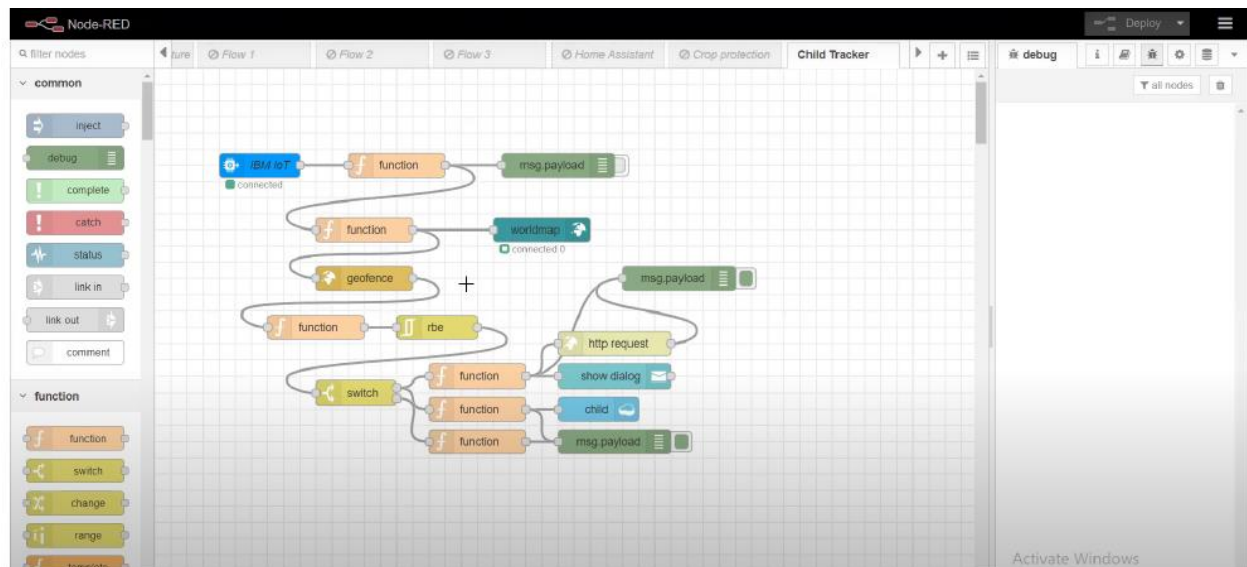 Node-RED
Deploy
filter nodes
ture
Flow 1
Flow 2
Flow 3
Home Assistant
Crop protection
Child Tracker
debug
i
all nodes
common
inject
debug
complete
catch
status
link in
link out
comment
function
function
switch
change
range
template
IBM IoT
connected
function
msg.payload
function
worldmap
connected 0
geofence
msg.payload
function
rbe
http request
switch
function
show dialog
function
child
function
msg.payload
Activate Windows